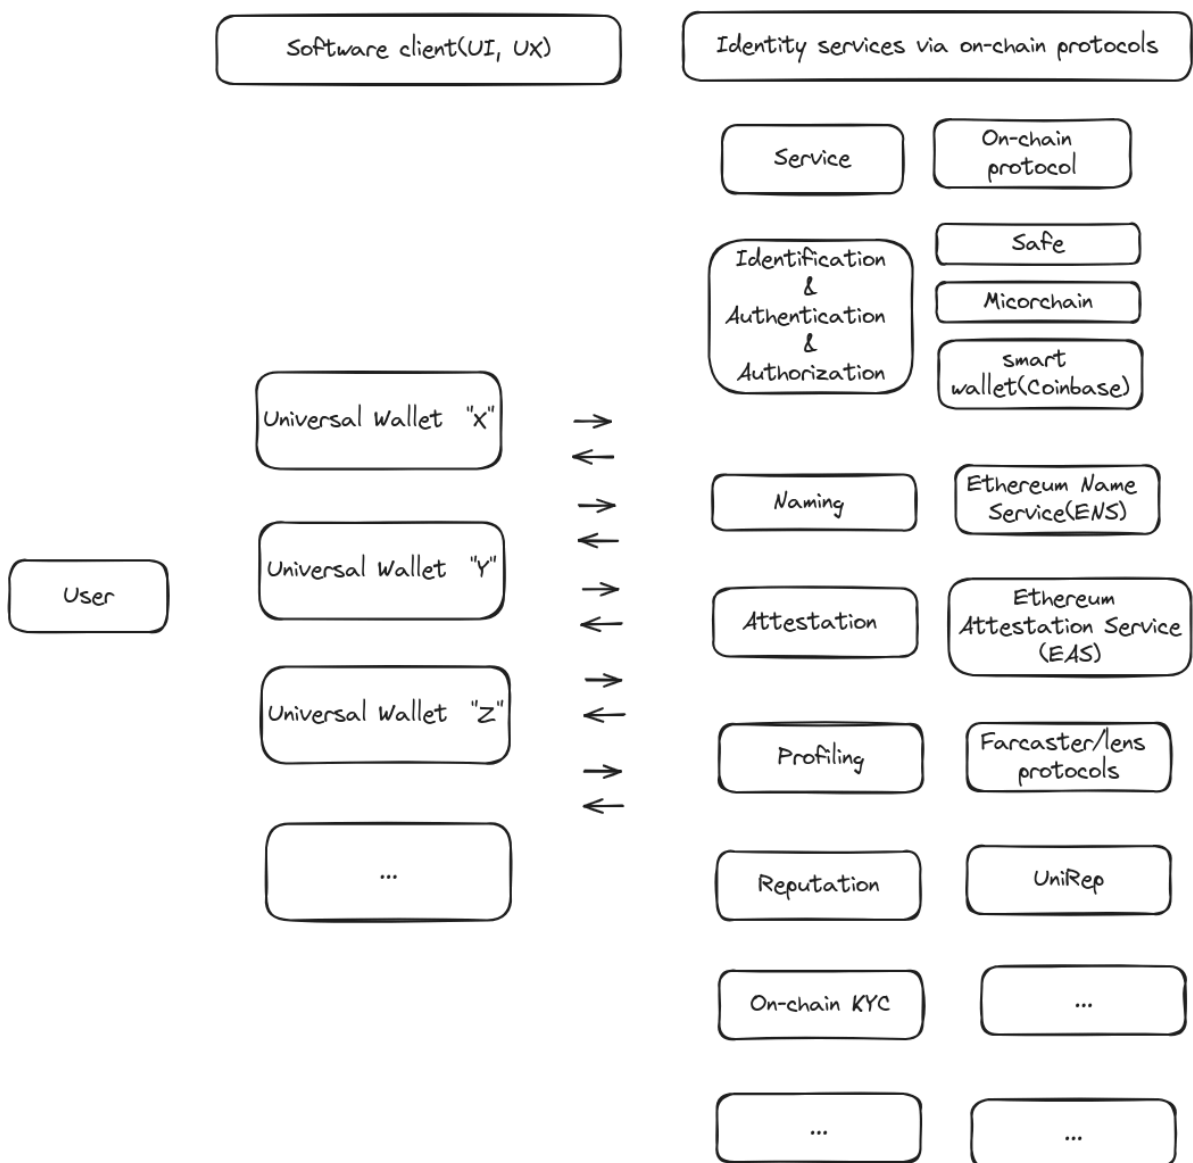 Software client(UI, UX)
Identity services via on-chain protocols
Service
On-chain
protocol
Identification
&
Authentication
&
Authorization
Safe
Micorchain
smart
wallet(Coinbase)
Universal Wallet "X"
Naming
Ethereum Name
Service(ENS)
Universal Wallet "Y"
User
Attestation
Ethereum
Attestation Service
(EAS)
Universal Wallet "Z"
Profiling
Farcaster/lens
protocols
...
Reputation
UniRep
On-chain KYC
...
...
...